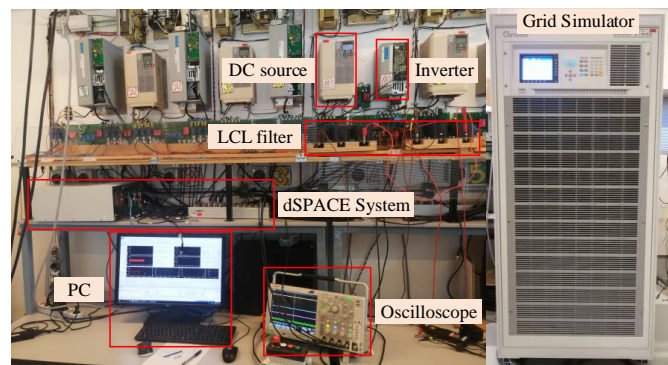 Grid Simulator
DC source
Inverter
LCL filter
dSPACE System
PC
Oscilloscope